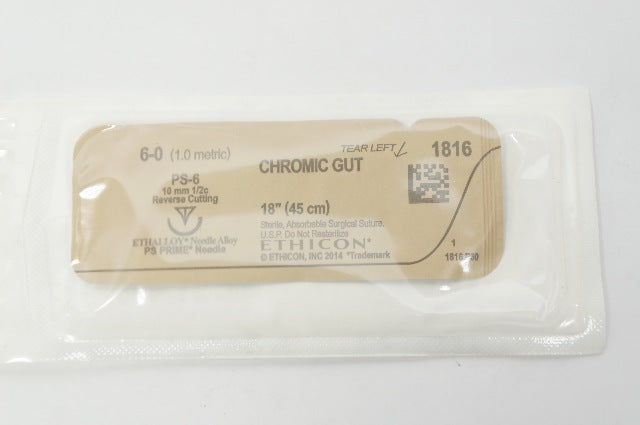 6-0 (1.0 metric)
PS-6
10 mm 1/2c
Reverse Cutting
ETHALLOY* Needle Alloy
PS PRIME* Needle
TEAR LEFT
CHROMIC GUT
18" (45 cm)
Sterile, Absorbable Surgical Suture,
U.S.P. Do Not Resterilize
ETHICON*
© ETHICON, INC 2014 *Trademark
1816
1